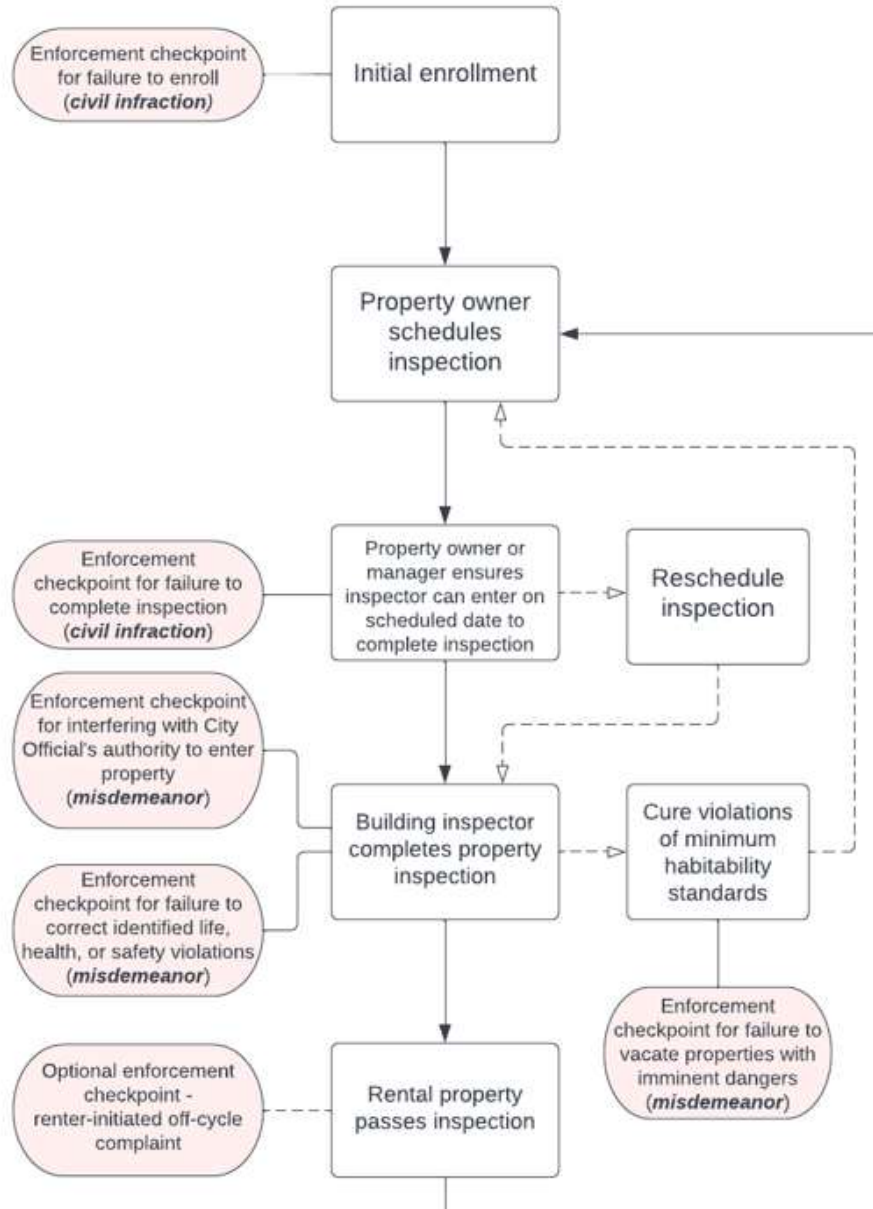 Enforcement checkpoint
for failure to enroll
(civil infraction)
Initial enrollment
Property owner
schedules
inspection
Enforcement
checkpoint for failure to
complete inspection
(civil infraction)
Property owner or
manager ensures
inspector can enter on
scheduled date to
complete inspection
Reschedule
inspection
Enforcement checkpoint
for interfering with City
Official's authority to enter
property
(misdemeanor)
Building inspector
completes property
inspection
Cure violations
of minimum
habitability
standards
Enforcement
checkpoint for failure to
correct identified life,
health, or safety violations
(misdemeanor)
Enforcement
checkpoint for failure to
vacate properties with
imminent dangers
(misdemeanor)
Optional enforcement
checkpoint -
renter-initiated off-cycle
complaint
Rental property
passes inspection